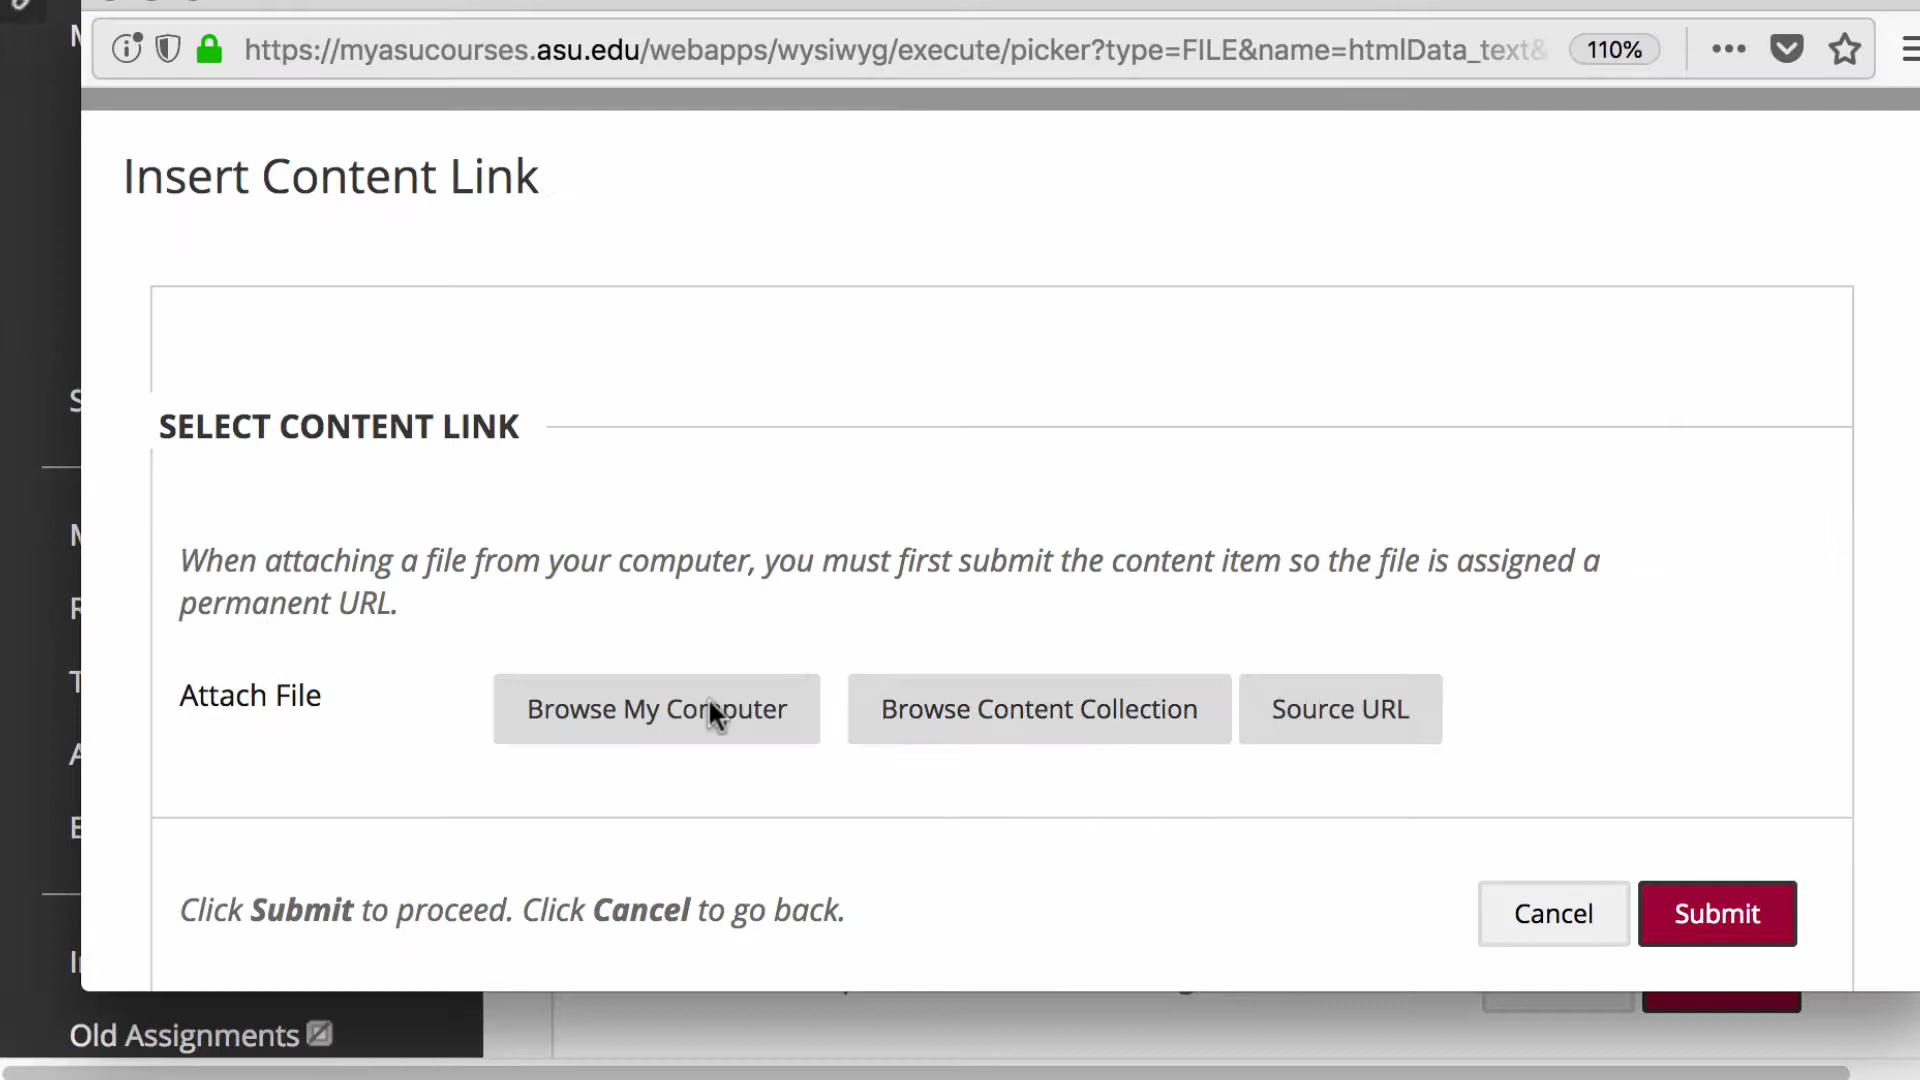 https://myasucourses.asu.edu/webapps/wysiwyg/execute/picker?type=FILE&name=htmlData_text&
110%
Insert Content Link
SELECT CONTENT LINK
When attaching a file from your computer, you must first submit the content item so the file is assigned a
permanent URL.
Attach File
Browse My Computer
Browse Content Collection
Source URL
Click Submit to proceed. Click Cancel to go back.
Cancel
Submit
Old Assignments